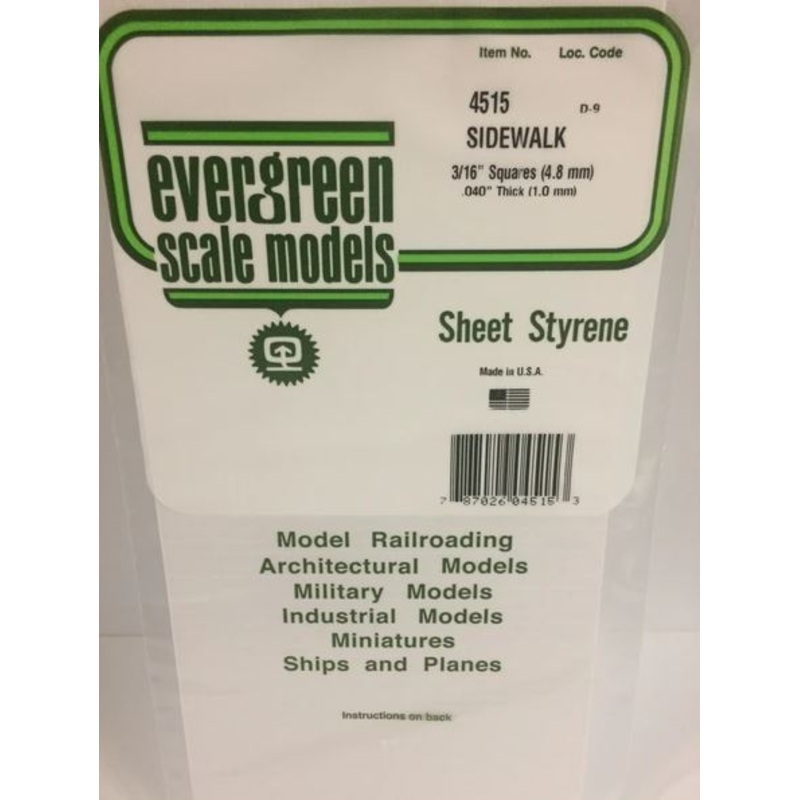 Item No. Loc. Code
4515 D-9
SIDEWALK
3/16" Squares (4.8 mm)
.040" Thick (1.0 mm)
evergreen
scale models
Sheet Styrene
Made in U.S.A.
7 87026 04515 3
Model Railroading
Architectural Models
Military Models
Industrial Models
Miniatures
Ships and Planes
Instructions on back